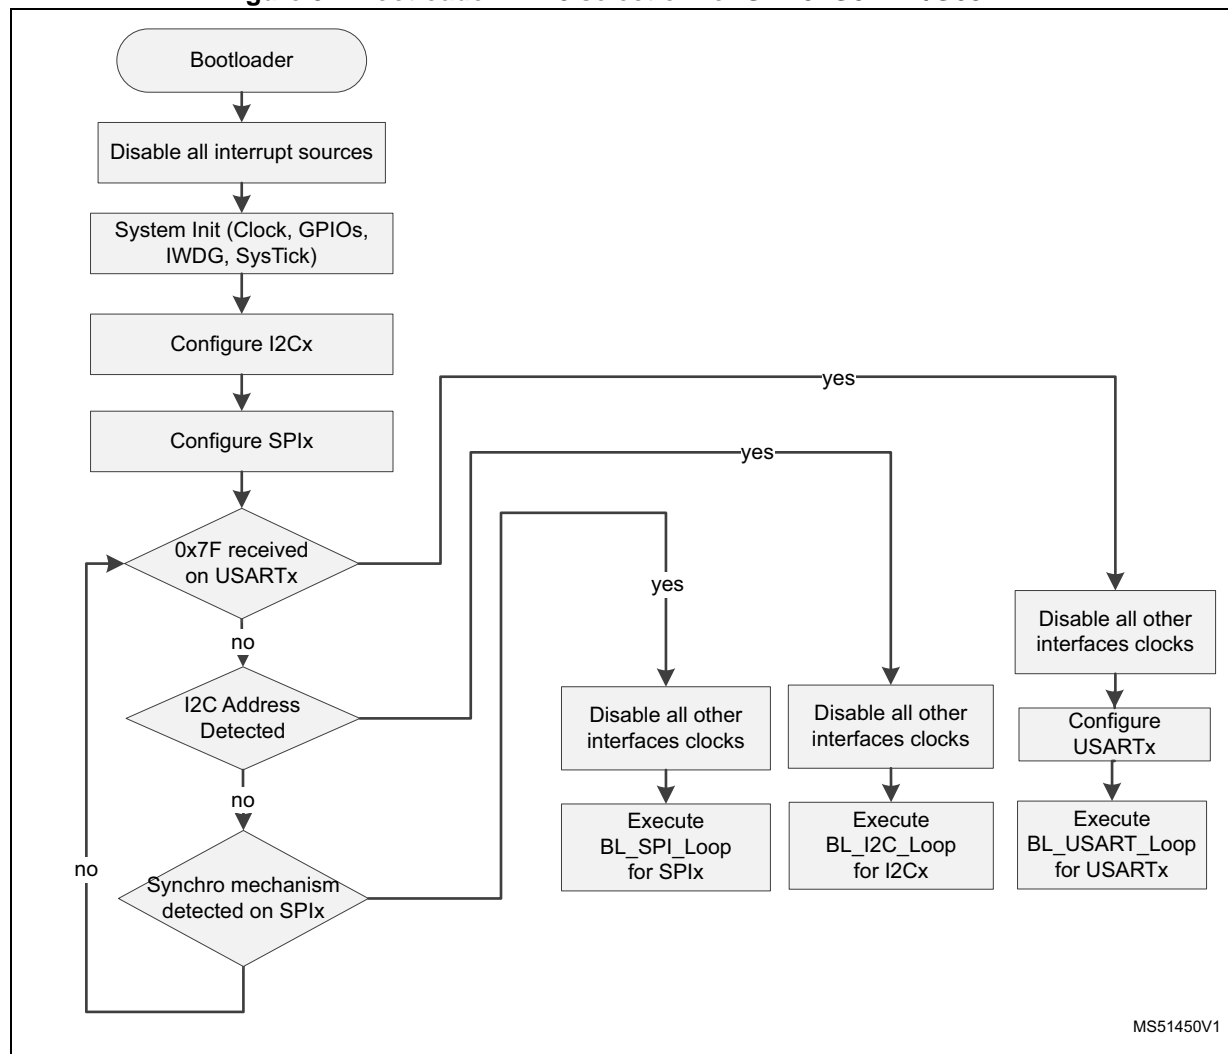 Bootloader
Disable all interrupt sources
System Init (Clock, GPIOs,
IWDG, SysTick)
Configure I2Cx
Configure SPIx
0x7F received
on USARTx
yes
yes
yes
no
I2C Address
Detected
no
Synchro mechanism
detected on SPIx
no
Disable all other
interfaces clocks
Execute
BL_SPI_Loop
for SPIx
Disable all other
interfaces clocks
Execute
BL_I2C_Loop
for I2Cx
Disable all other
interfaces clocks
Configure
USARTx
Execute
BL_USART_Loop
for USARTx
MS51450V1